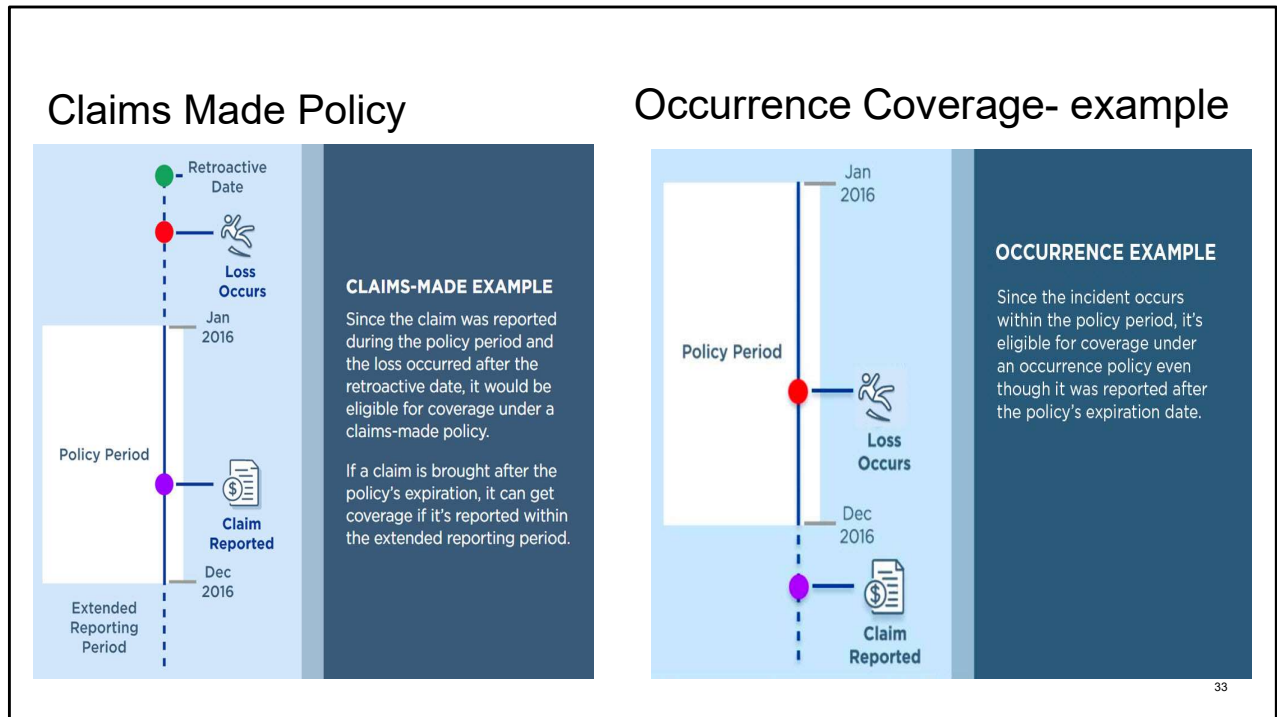 Claims Made Policy
Retroactive
Date
Loss
Occurs
Jan
2016
Policy Period
$
Claim
Reported
Dec
2016
Extended
Reporting
Period
CLAIMS-MADE EXAMPLE
Since the claim was reported
during the policy period and
the loss occurred after the
retroactive date, it would be
eligible for coverage under a
claims-made policy.
If a claim is brought after the
policy's expiration, it can get
coverage if it's reported within
the extended reporting period.
Occurrence Coverage- example
Jan
2016
Policy Period
Loss
Occurs
Dec
2016
$
Claim
Reported
OCCURRENCE EXAMPLE
Since the incident occurs
within the policy period, it's
eligible for coverage under
an occurrence policy even
though it was reported after
the policy's expiration date.
33